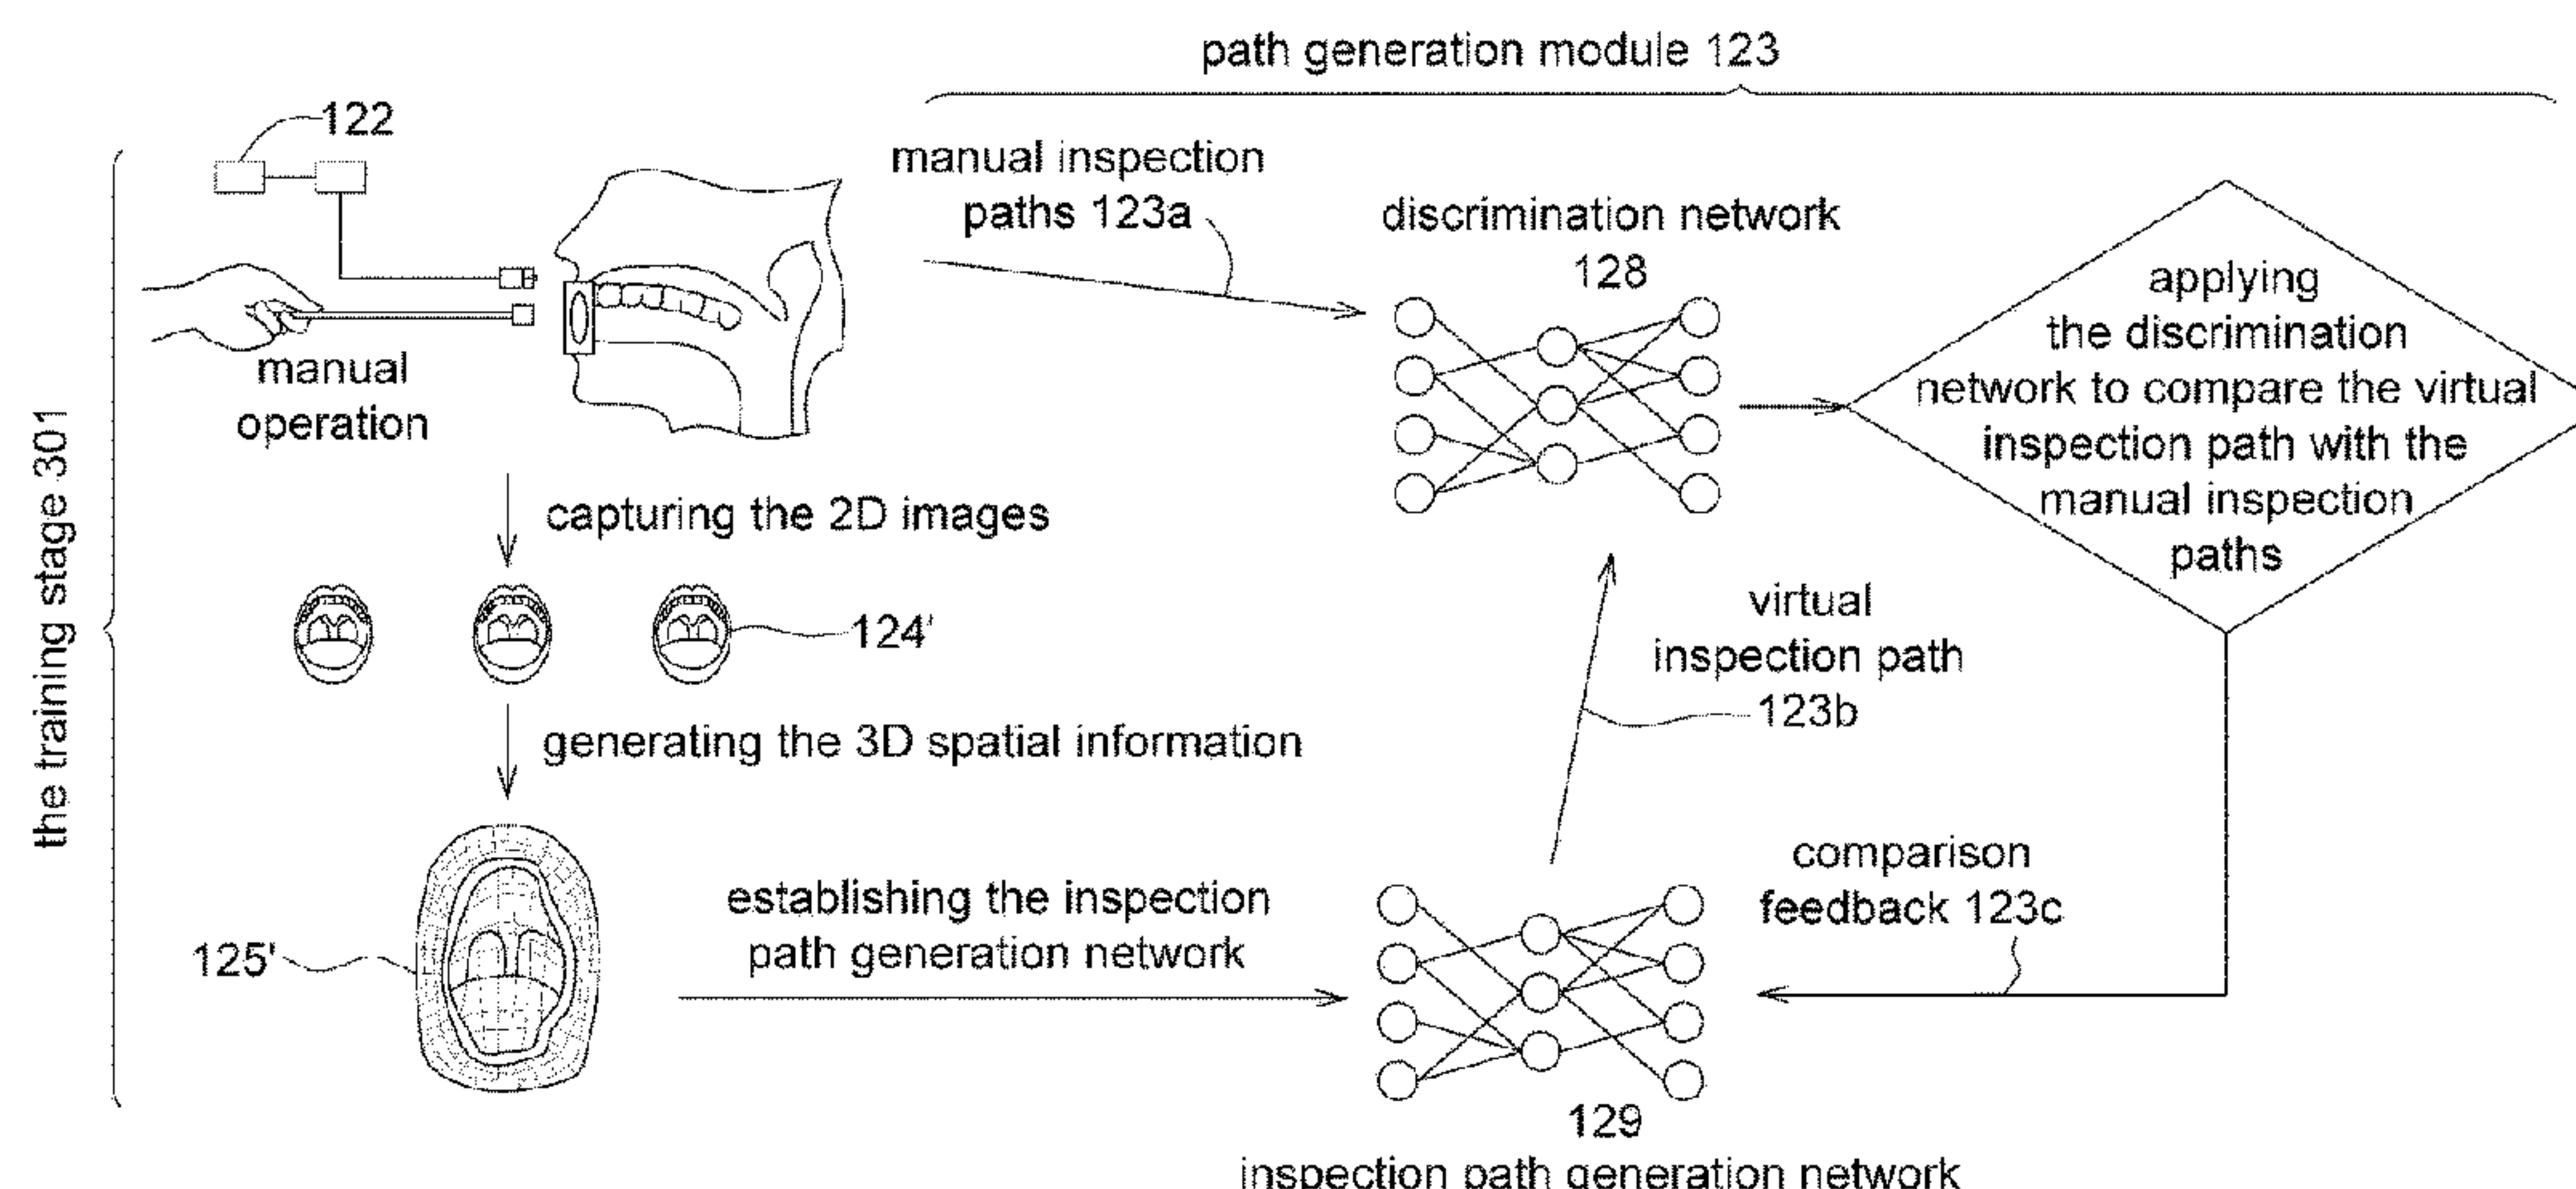 path generation module 123
122
manual inspection
paths 123a
discrimination network
128
manual
operation
applying
the discrimination
network to compare the virtual
inspection path with the
manual inspection
paths
the training stage 301
capturing the 2D images
124'
virtual
inspection path
123b
generating the 3D spatial information
125'
establishing the inspection
path generation network
comparison
feedback 123c
129
inspection path generation network